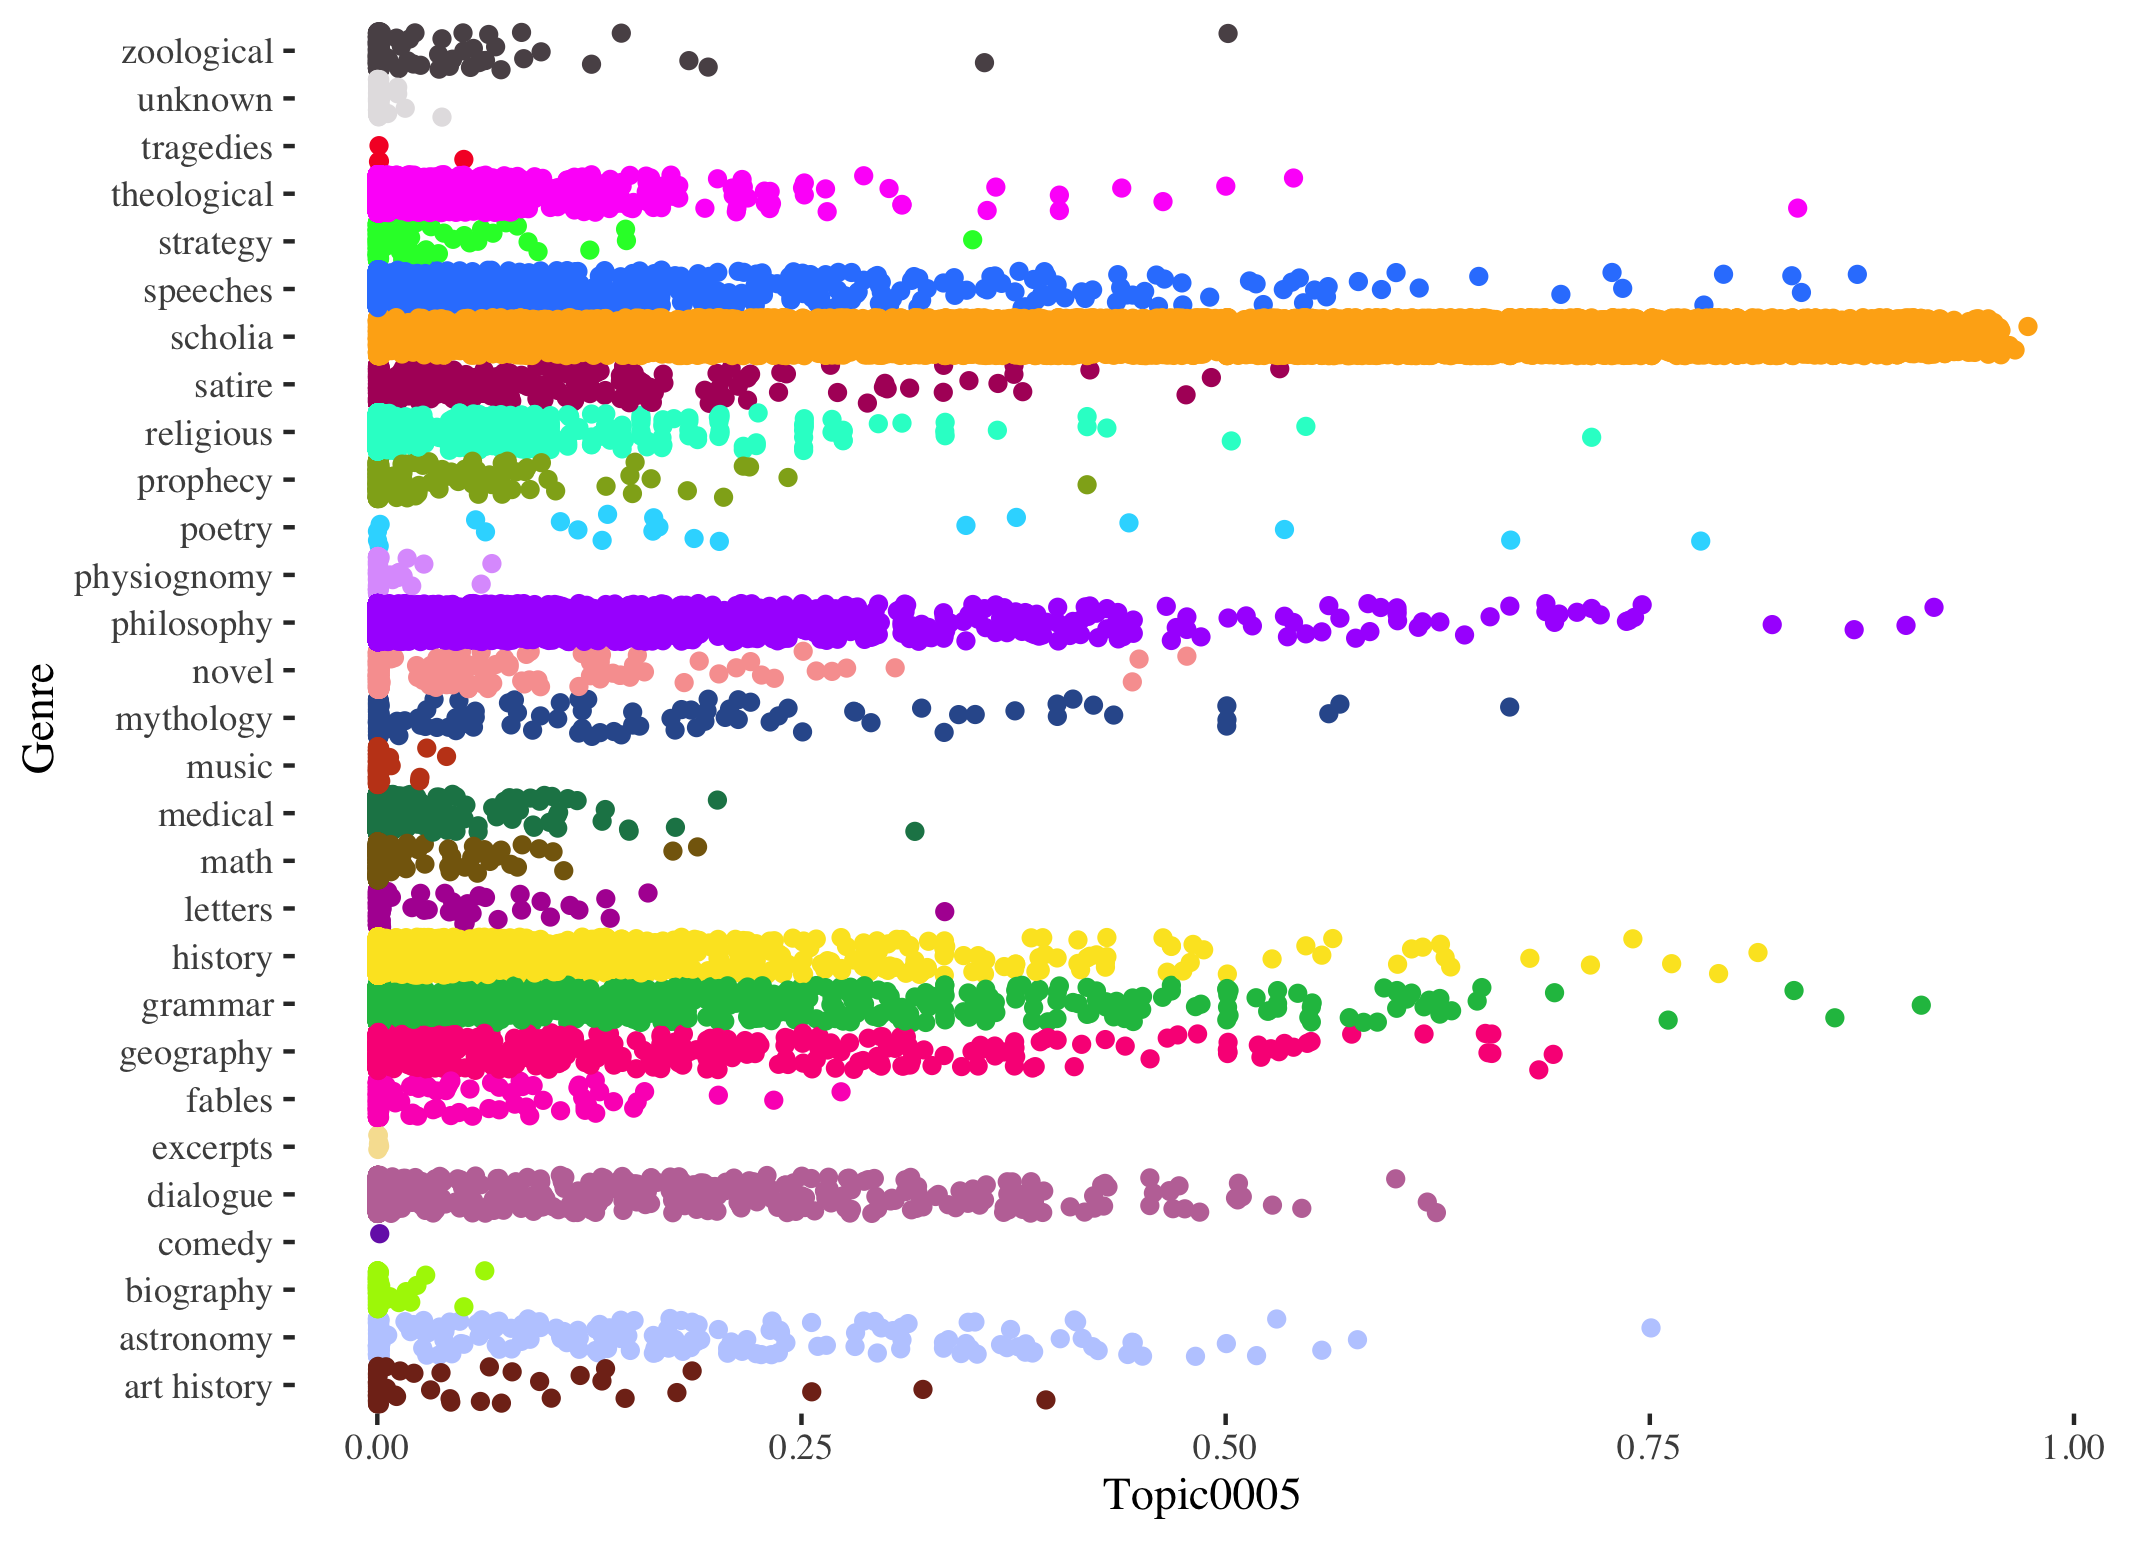 zoological
unknown
tragedies
theological
strategy
speeches
scholia
satire
religious
prophecy
poetry
physiognomy
philosophy
novel
mythology
music
medical
math
letters
history
grammar
geography
fables
excerpts
dialogue
comedy
biography
astronomy
art history
Genre
0.00 0.25 0.50 0.75 1.00
Topic0005